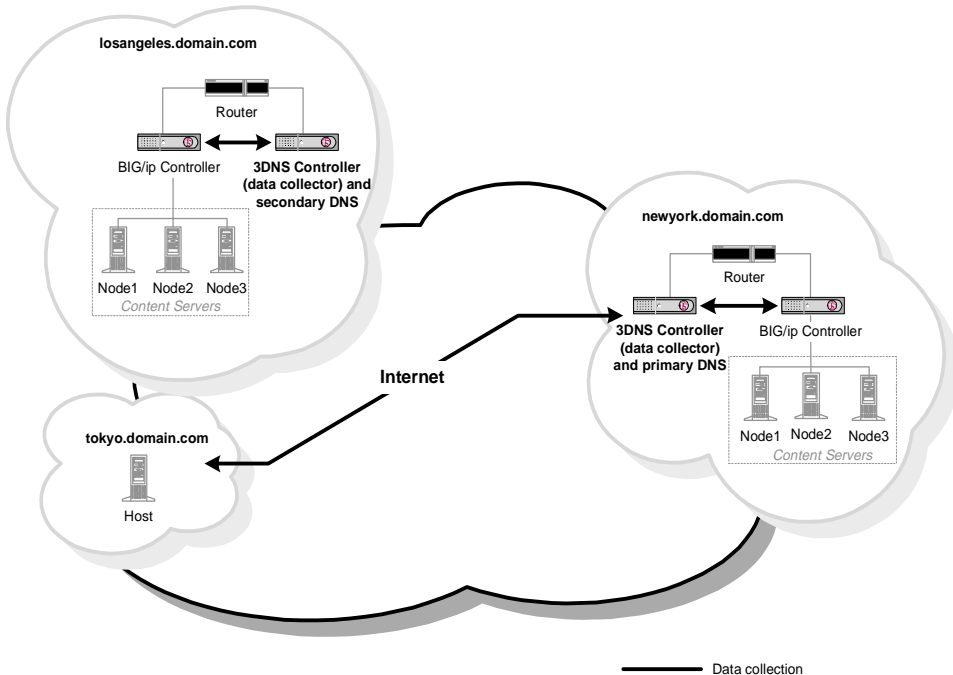 losangeles.domain.com
Router
BIG/ip Controller
3DNS Controller
(data collector) and
secondary DNS
Node1 Node2 Node3
Content Servers
newyork.domain.com
Router
3DNS Controller
(data collector)
and primary DNS
BIG/ip Controller
Node1 Node2 Node3
Content Servers
Internet
tokyo.domain.com
Host
Data collection